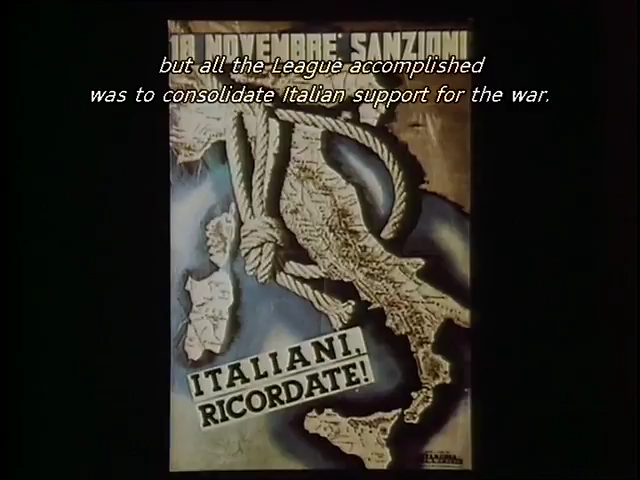 18 NOVEMBRE: SANZIONI
but all the League accomplished
was to consolidate Italian support for the war.
ITALIANI,
RICORDATE!